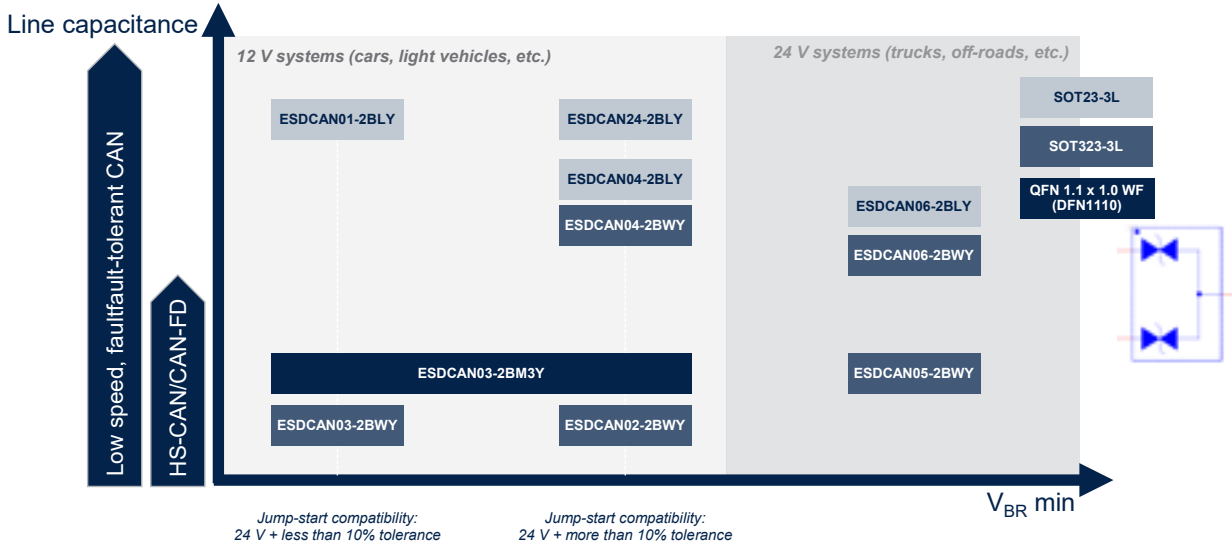 Line capacitance
12 V systems (cars, light vehicles, etc.)
24 V systems (trucks, off-roads, etc.)
ESDCAN01-2BLY
ESDCAN24-2BLY
SOT23-3L
SOT323-3L
ESDCAN04-2BLY
QFN 1.1 x 1.0 WF
(DFN1110)
ESDCAN04-2BWY
ESDCAN06-2BLY
ESDCAN06-2BWY
Low speed, faultfault-tolerant CAN
HS-CAN/CAN-FD
ESDCAN03-2BM3Y
ESDCAN05-2BWY
ESDCAN03-2BWY
ESDCAN02-2BWY
VBR min
Jump-start compatibility:
24 V + less than 10% tolerance
Jump-start compatibility:
24 V + more than 10% tolerance